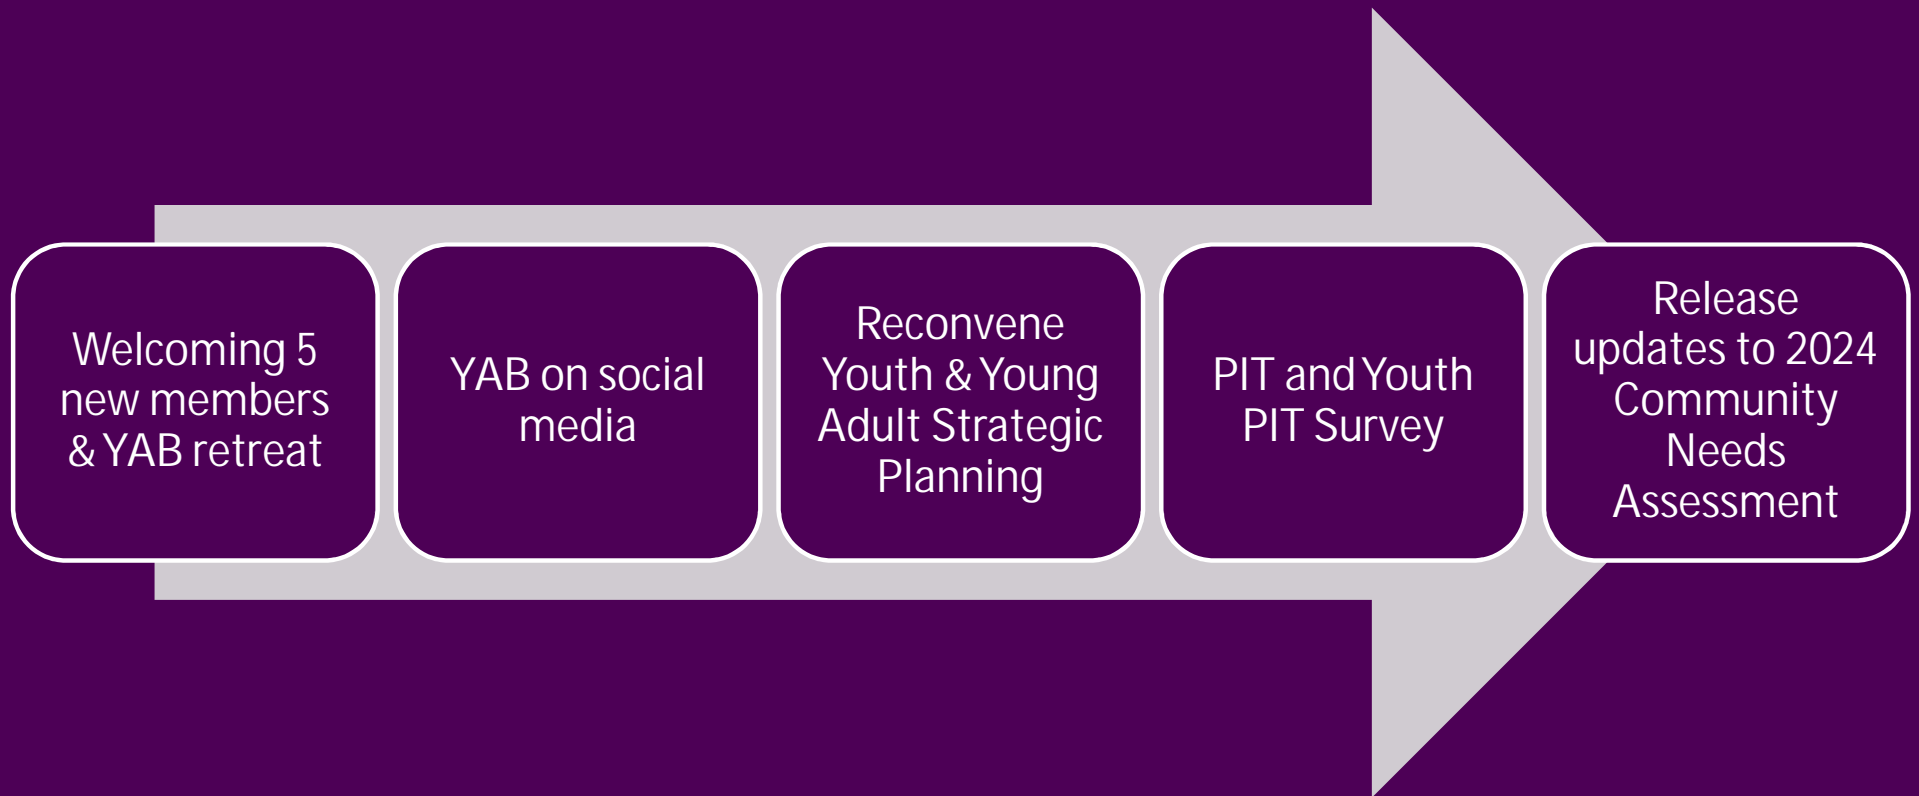 Welcoming 5
new members
& YAB retreat
YAB on social
media
Reconvene
Youth & Young
Adult Strategic
Planning
PIT and Youth
PIT Survey
Release
updates to 2024
Community
Needs
Assessment